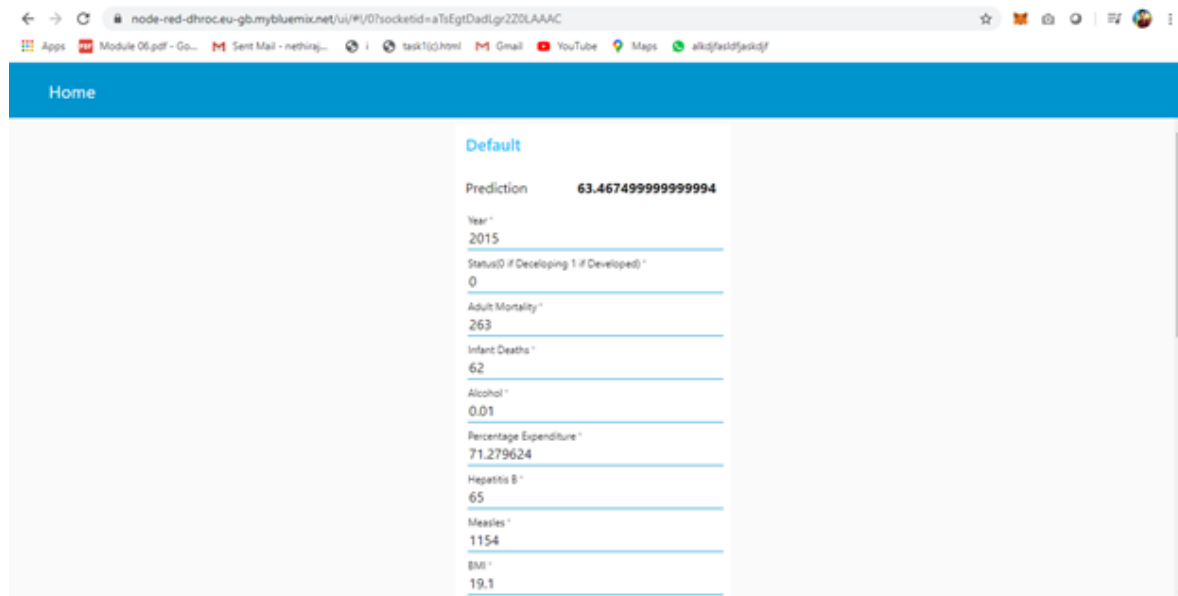 node-red-dhroc.eu-gb.mybluemix.net/ui/#!/0?socketid=aTsEgtDadLgr2Z0LAAAC
Apps Module 06.pdf - Go... Sent Mail - nethiraj... i task1(c).html Gmail YouTube Maps alkdjfasldfjaskdjf
Home
Default
Prediction 63.467499999999994
Year *
2015
Status(0 if Deceloping 1 if Developed) *
0
Adult Mortality *
263
Infant Deaths *
62
Alcohol *
0.01
Percentage Expenditure *
71.279624
Hepatitis B *
65
Measles *
1154
BMI *
19.1